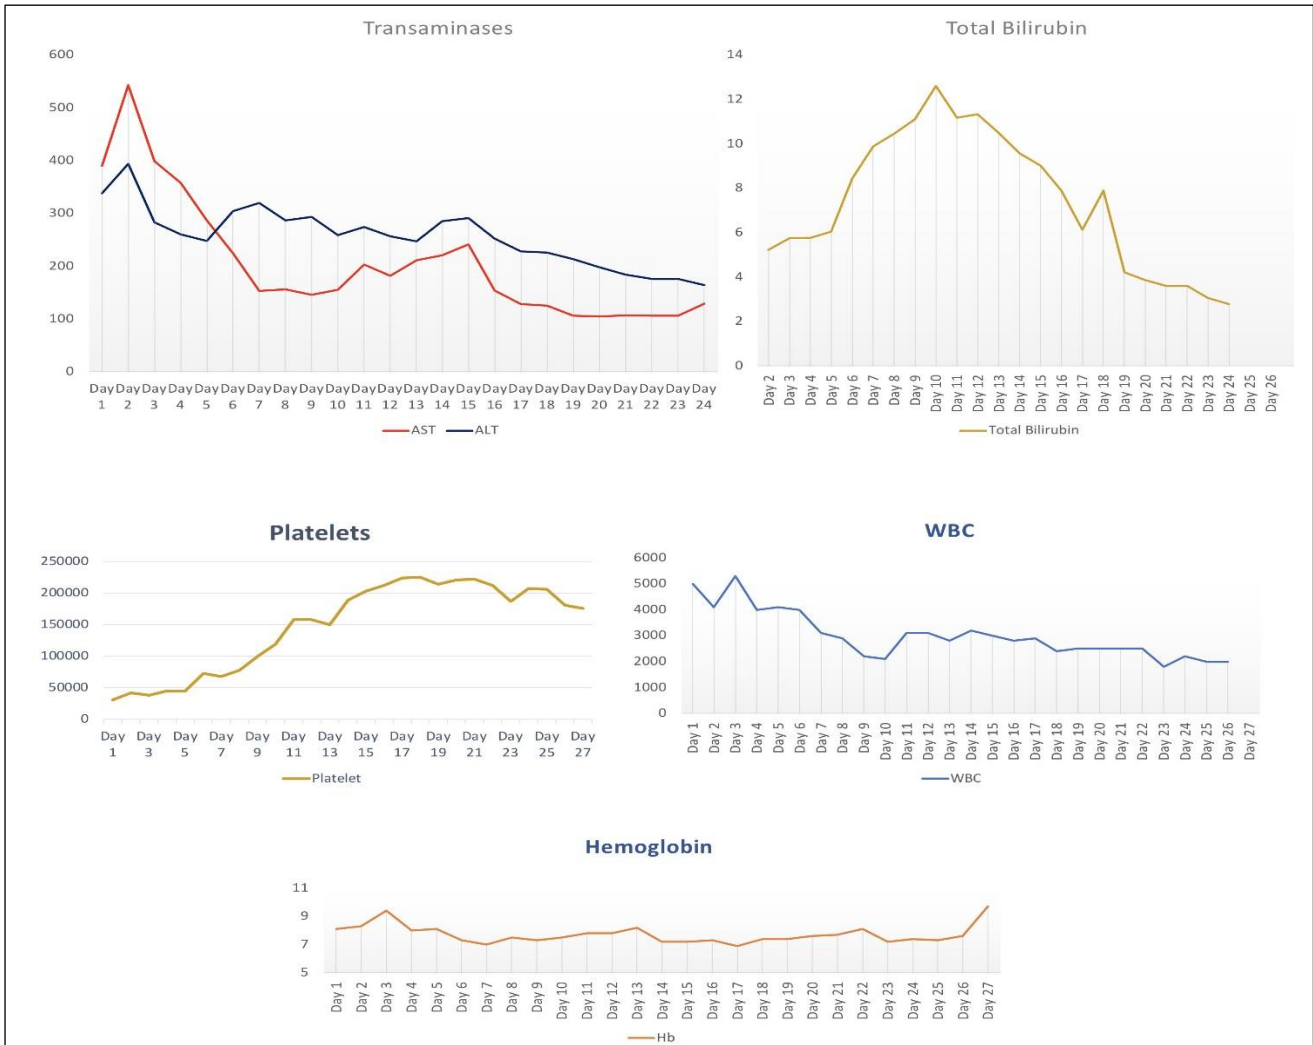 Transaminases
600
500
400
300
200
100
0
Day 1 Day 2 Day 3 Day 4 Day 5 Day 6 Day 7 Day 8 Day 9 Day 10 Day 11 Day 12 Day 13 Day 14 Day 15 Day 16 Day 17 Day 18 Day 19 Day 20 Day 21 Day 22 Day 23 Day 24
AST ALT
Total Bilirubin
14
12
10
8
6
4
2
0
Day 2 Day 3 Day 4 Day 5 Day 6 Day 7 Day 8 Day 9 Day 10 Day 11 Day 12 Day 13 Day 14 Day 15 Day 16 Day 17 Day 18 Day 19 Day 20 Day 21 Day 22 Day 23 Day 24 Day 25 Day 26
Total Bilirubin
Platelets
250000
200000
150000
100000
50000
0
Day 1 Day 3 Day 5 Day 7 Day 9 Day 11 Day 13 Day 15 Day 17 Day 19 Day 21 Day 23 Day 25 Day 27
Platelet
WBC
6000
5000
4000
3000
2000
1000
0
Day 1 Day 2 Day 3 Day 4 Day 5 Day 6 Day 7 Day 8 Day 9 Day 10 Day 11 Day 12 Day 13 Day 14 Day 15 Day 16 Day 17 Day 18 Day 19 Day 20 Day 21 Day 22 Day 23 Day 24 Day 25 Day 26 Day 27
WBC
Hemoglobin
11
9
7
5
Day 1 Day 2 Day 3 Day 4 Day 5 Day 6 Day 7 Day 8 Day 9 Day 10 Day 11 Day 12 Day 13 Day 14 Day 15 Day 16 Day 17 Day 18 Day 19 Day 20 Day 21 Day 22 Day 23 Day 24 Day 25 Day 26 Day 27
Hb